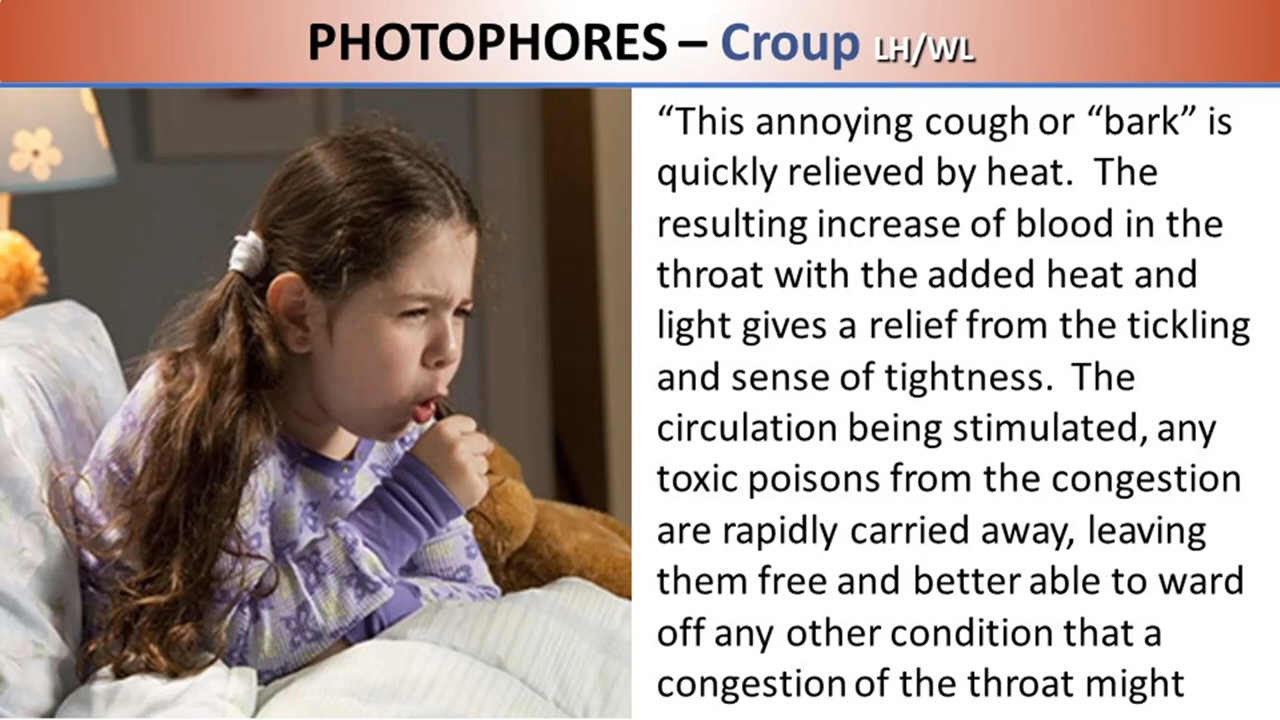 PHOTOPHORES – Croup LH/WL
“This annoying cough or “bark” is
quickly relieved by heat.  The
resulting increase of blood in the
throat with the added heat and
light gives a relief from the tickling
and sense of tightness.  The
circulation being stimulated, any
toxic poisons from the congestion
are rapidly carried away, leaving
them free and better able to ward
off any other condition that a
congestion of the throat might